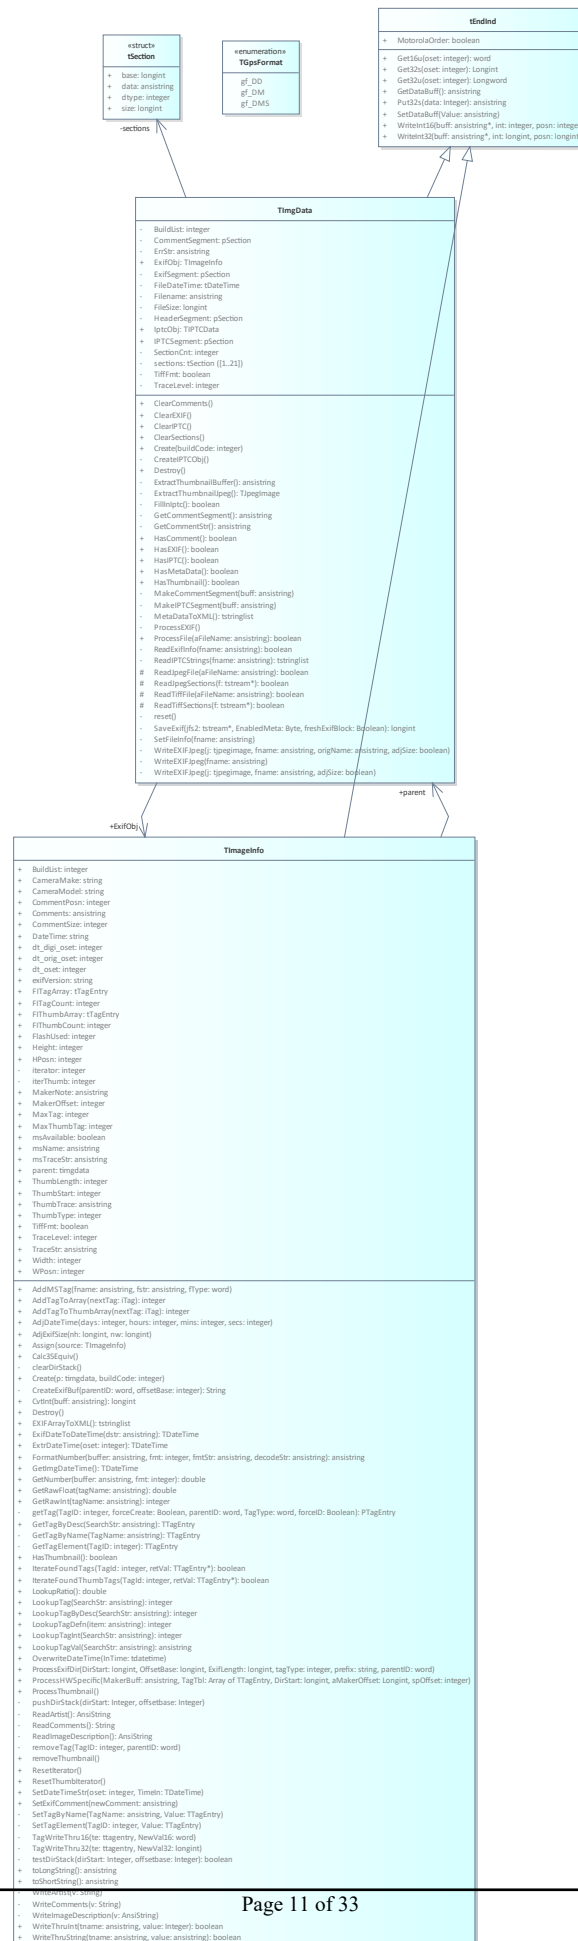 «struct»
tSection
+ base: longint
+ data: ansistring
+ dtype: integer
+ size: longint
-sections
«enumeration»
TGpsFormat
gf_DD
gf_DM
gf_DMS
tEndInd
+ MotorolaOrder: boolean
+ Get16u(oset: integer): word
+ Get32s(oset: integer): Longint
+ Get32u(oset: integer): Longword
+ GetDataBuff(): ansistring
+ Put32s(data: Integer): ansistring
+ SetDataBuff(Value: ansistring)
+ WriteInt16(buff: ansistring*, int: integer, posn: intege
+ WriteInt32(buff: ansistring*, int: longint, posn: longint
TImgData
- BuildList: integer
- CommentSegment: pSection
- ErrStr: ansistring
+ ExifObj: TImageInfo
- ExifSegment: pSection
- FileDateTime: tDateTime
- Filename: ansistring
- FileSize: longint
- HeaderSegment: pSection
+ IptcObj: TIPTCData
+ IPTCSegment: pSection
- SectionCnt: integer
- sections: tSection ([1..21])
- TiffFmt: boolean
- TraceLevel: integer
+ ClearComments()
+ ClearEXIF()
+ ClearIPTC()
+ ClearSections()
+ Create(buildCode: integer)
- CreateIPTCObj()
+ Destroy()
- ExtractThumbnailBuffer(): ansistring
- ExtractThumbnailJpeg(): TJpegImage
- FillInIptc(): boolean
- GetCommentSegment(): ansistring
- GetCommentStr(): ansistring
+ HasComment(): boolean
+ HasEXIF(): boolean
+ HasIPTC(): boolean
+ HasMetaData(): boolean
+ HasThumbnail(): boolean
- MakeCommentSegment(buff: ansistring)
- MakeIPTCSegment(buff: ansistring)
- MetaDataToXML(): tstringlist
- ProcessEXIF()
+ ProcessFile(aFileName: ansistring): boolean
- ReadExifInfo(fname: ansistring): boolean
- ReadIPTCStrings(fname: ansistring): tstringlist
# ReadJpegFile(aFileName: ansistring): boolean
# ReadJpegSections(f: tstream*): boolean
# ReadTiffFile(aFileName: ansistring): boolean
# ReadTiffSections(f: tstream*): boolean
- reset()
- SaveExif(jfs2: tstream*, EnabledMeta: Byte, freshExifBlock: Boolean): longint
- SetFileInfo(fname: ansistring)
- WriteEXIFJpeg(j: tjpegimage, fname: ansistring, origName: ansistring, adjSize: boolean)
- WriteEXIFJpeg(fname: ansistring)
- WriteEXIFJpeg(j: tjpegimage, fname: ansistring, adjSize: boolean)
+parent
+ExifObj
TImageInfo
+ BuildList: integer
+ CameraMake: string
+ CameraModel: string
+ CommentPosn: integer
+ Comments: ansistring
+ CommentSize: integer
+ DateTime: string
+ dt_digi_oset: integer
+ dt_orig_oset: integer
+ dt_oset: integer
+ exifVersion: string
+ FITagArray: tTagEntry
+ FITagCount: integer
+ FIThumbArray: tTagEntry
+ FIThumbCount: integer
+ FlashUsed: integer
+ Height: integer
+ HPosn: integer
- iterator: integer
- iterThumb: integer
+ MakerNote: ansistring
+ MakerOffset: integer
+ MaxTag: integer
+ MaxThumbTag: integer
+ msAvailable: boolean
+ msName: ansistring
+ msTraceStr: ansistring
+ parent: timgdata
+ ThumbLength: integer
+ ThumbStart: integer
+ ThumbTrace: ansistring
+ ThumbType: integer
+ TiffFmt: boolean
+ TraceLevel: integer
+ TraceStr: ansistring
+ Width: integer
+ WPosn: integer
+ AddMSTag(fname: ansistring, fstr: ansistring, fType: word)
+ AddTagToArray(nextTag: iTag): integer
+ AddTagToThumbArray(nextTag: iTag): integer
+ AdjDateTime(days: integer, hours: integer, mins: integer, secs: integer)
+ AdjExifSize(nh: longint, nw: longint)
+ Assign(source: TImageInfo)
+ Calc35Equiv()
- clearDirStack()
+ Create(p: timgdata, buildCode: integer)
- CreateExifBuf(parentID: word, offsetBase: integer): String
+ CvtInt(buff: ansistring): longint
+ Destroy()
+ EXIFArrayToXML(): tstringlist
+ ExifDateToDateTime(dstr: ansistring): TDateTime
+ ExtrDateTime(oset: integer): TDateTime
+ FormatNumber(buffer: ansistring, fmt: integer, fmtStr: ansistring, decodeStr: ansistring): ansistring
+ GetImgDateTime(): TDateTime
+ GetNumber(buffer: ansistring, fmt: integer): double
+ GetRawFloat(tagName: ansistring): double
+ GetRawInt(tagName: ansistring): integer
- getTag(TagID: integer, forceCreate: Boolean, parentID: word, TagType: word, forceID: Boolean): PTagEntry
+ GetTagByDesc(SearchStr: ansistring): TTagEntry
- GetTagByName(TagName: ansistring): TTagEntry
- GetTagElement(TagID: integer): TTagEntry
+ HasThumbnail(): boolean
+ IterateFoundTags(TagId: integer, retVal: TTagEntry*): boolean
+ IterateFoundThumbTags(TagId: integer, retVal: TTagEntry*): boolean
+ LookupRatio(): double
+ LookupTag(SearchStr: ansistring): integer
+ LookupTagByDesc(SearchStr: ansistring): integer
+ LookupTagDefn(item: ansistring): integer
+ LookupTagInt(SearchStr: ansistring): integer
+ LookupTagVal(SearchStr: ansistring): ansistring
+ OverwriteDateTime(InTime: tdatetime)
+ ProcessExifDir(DirStart: longint, OffsetBase: longint, ExifLength: longint, tagType: integer, prefix: string, parentID: word)
+ ProcessHWSpecific(MakerBuff: ansistring, TagTbl: Array of TTagEntry, DirStart: longint, aMakerOffset: Longint, spOffset: integer)
+ ProcessThumbnail()
- pushDirStack(dirStart: Integer, offsetbase: Integer)
- ReadArtist(): AnsiString
- ReadComments(): String
- ReadImageDescription(): AnsiString
- removeTag(TagID: integer, parentID: word)
+ removeThumbnail()
+ ResetIterator()
+ ResetThumbIterator()
+ SetDateTimeStr(oset: integer, TimeIn: TDateTime)
+ SetExifComment(newComment: ansistring)
- SetTagByName(TagName: ansistring, Value: TTagEntry)
- SetTagElement(TagID: integer, Value: TTagEntry)
- TagWriteThru16(te: ttagentry, NewVal16: word)
- TagWriteThru32(te: ttagentry, NewVal32: longint)
- testDirStack(dirStart: Integer, offsetbase: Integer): boolean
+ toLongString(): ansistring
+ toShortString(): ansistring
- WriteArtist(v: String)
Page 11 of 33
- WriteComments(v: String)
- WriteImageDescription(v: AnsiString)
+ WriteThruInt(tname: ansistring, value: Integer): boolean
+ WriteThruString(tname: ansistring, value: ansistring): boolean